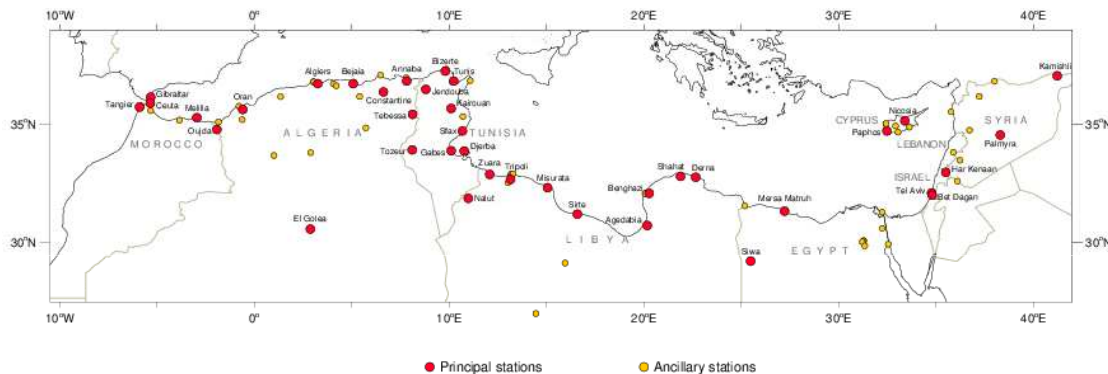 10°W 0° 10°E 20°E 30°E 40°E
Kamishli
Bizerte
Algiers Bejaia Annaba Tunis
Gibraltar Jendouba
Tangier Ceuta Melilla Oran Constantine Kairouan Nicosia
35°N Tebessa CYPRUS SYRIA 35°N
Oujda ALGERIA Sfax TUNISIA Paphos
MOROCCO LEBANON Palmyra
Tozeur Gabes Djerba
Zuara Tripoli Shahat Derna Har Kenaan
Misurata ISRAEL
Benghazi Tel Aviv
Nalut Mersa Matruh Bet Dagan
Sirte
El Golea Agedabia
30°N LIBYA EGYPT 30°N
Siwa
10°W 0° 10°E 20°E 30°E 40°E
Principal stations Ancillary stations